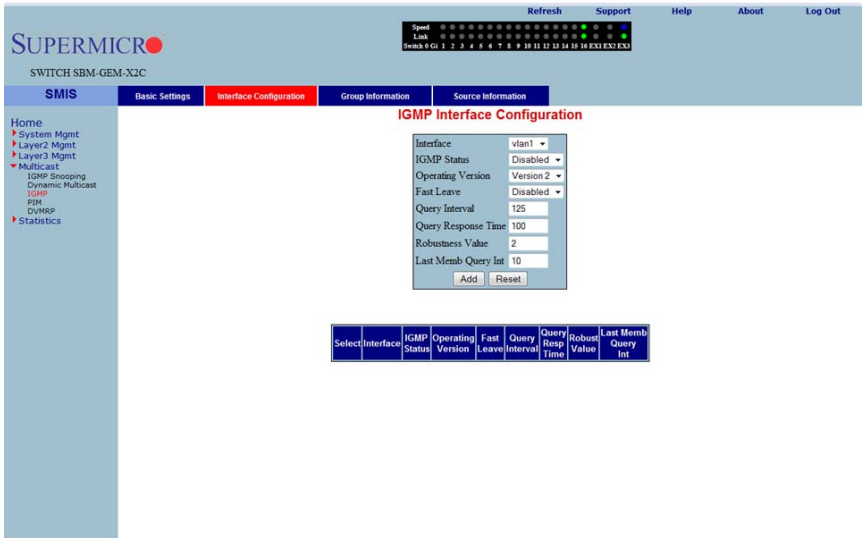 Refresh Support Help About Log Out
SUPERMICRO
Speed
Link
Switch 0 Gi 1 2 3 4 5 6 7 8 9 10 11 12 13 14 15 16 EX1 EX2 EX3
SWITCH SBM-GEM-X2C
SMIS
Basic Settings Interface Configuration Group Information Source Information
Home
System Mgmt
Layer2 Mgmt
Layer3 Mgmt
Multicast
IGMP Snooping
Dynamic Multicast
IGMP
PIM
DVMRP
Statistics
IGMP Interface Configuration
Interface vlan1
IGMP Status Disabled
Operating Version Version 2
Fast Leave Disabled
Query Interval 125
Query Response Time 100
Robustness Value 2
Last Memb Query Int 10
Add Reset
Select Interface IGMP Status Operating Version Fast Leave Query Interval Query Resp Time Robust Value Last Memb Query Int